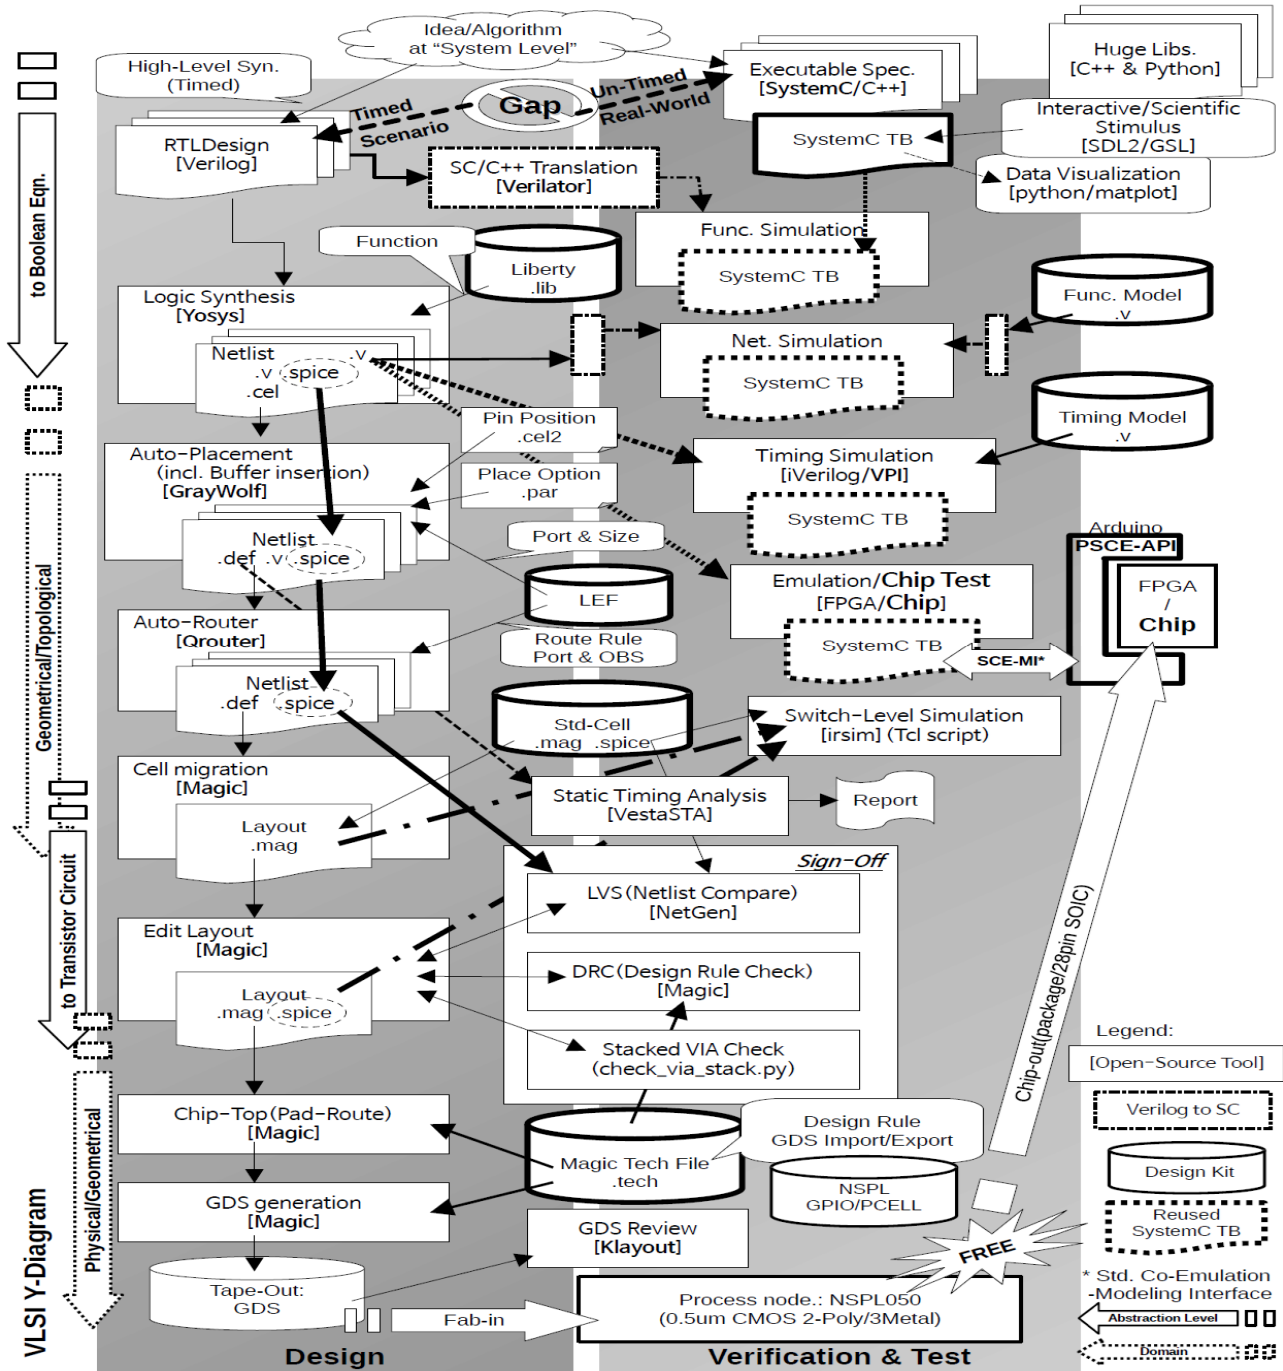 Idea/Algorithm
at "System Level"
High-Level Syn.
(Timed)
Executable Spec.
[SystemC/C++]
Huge Libs.
[C++ & Python]
Gap
Timed
Scenario
Un-Timed
Real-World
RTLDesign
[Verilog]
SystemC TB
Interactive/Scientific
Stimulus
[SDL2/GSL]
SC/C++ Translation
[Verilator]
Data Visualization
[python/matplot]
Func. Simulation
SystemC TB
Function
Liberty
.lib
Logic Synthesis
[Yosys]
Func. Model
.v
Netlist
.v
.v
spice
.cel
Net. Simulation
SystemC TB
Timing Model
.v
Pin Position
.cel2
Auto-Placement
(incl. Buffer insertion)
[GrayWolf]
Timing Simulation
[iVerilog/VPI]
SystemC TB
Place Option
.par
Netlist
.def .v .spice
Port & Size
LEF
Route Rule
Port & OBS
Arduino
PSCE-API
FPGA
/
Chip
Emulation/Chip Test
[FPGA/Chip]
SystemC TB
SCE-MI*
Auto-Router
[Qrouter]
Netlist
.def .spice
Std-Cell
.mag .spice
Switch-Level Simulation
[irsim] (Tcl script)
Cell migration
[Magic]
Layout
.mag
Static Timing Analysis
[VestaSTA]
Report
Sign-Off
LVS(Netlist Compare)
[NetGen]
DRC(Design Rule Check)
[Magic]
Stacked VIA Check
(check_via_stack.py)
Edit Layout
[Magic]
Layout
.mag .spice
Chip-Top(Pad-Route)
[Magic]
Magic Tech File
.tech
Design Rule
GDS Import/Export
NSPL
GPIO/PCELL
GDS generation
[Magic]
GDS Review
[Klayout]
Tape-Out:
GDS
Fab-in
FREE
Process node.: NSPL050
(0.5um CMOS 2-Poly/3Metal)
Chip-out(package/28pin SOIC)
Legend:
[Open-Source Tool]
Verilog to SC
Design Kit
Reused
SystemC TB
* Std. Co-Emulation
-Modeling Interface
Abstraction Level
Domain
to Boolean Eqn.
Geometrical/Topological
to Transistor Circuit
Physical/Geometrical
VLSI Y-Diagram
Design
Verification & Test